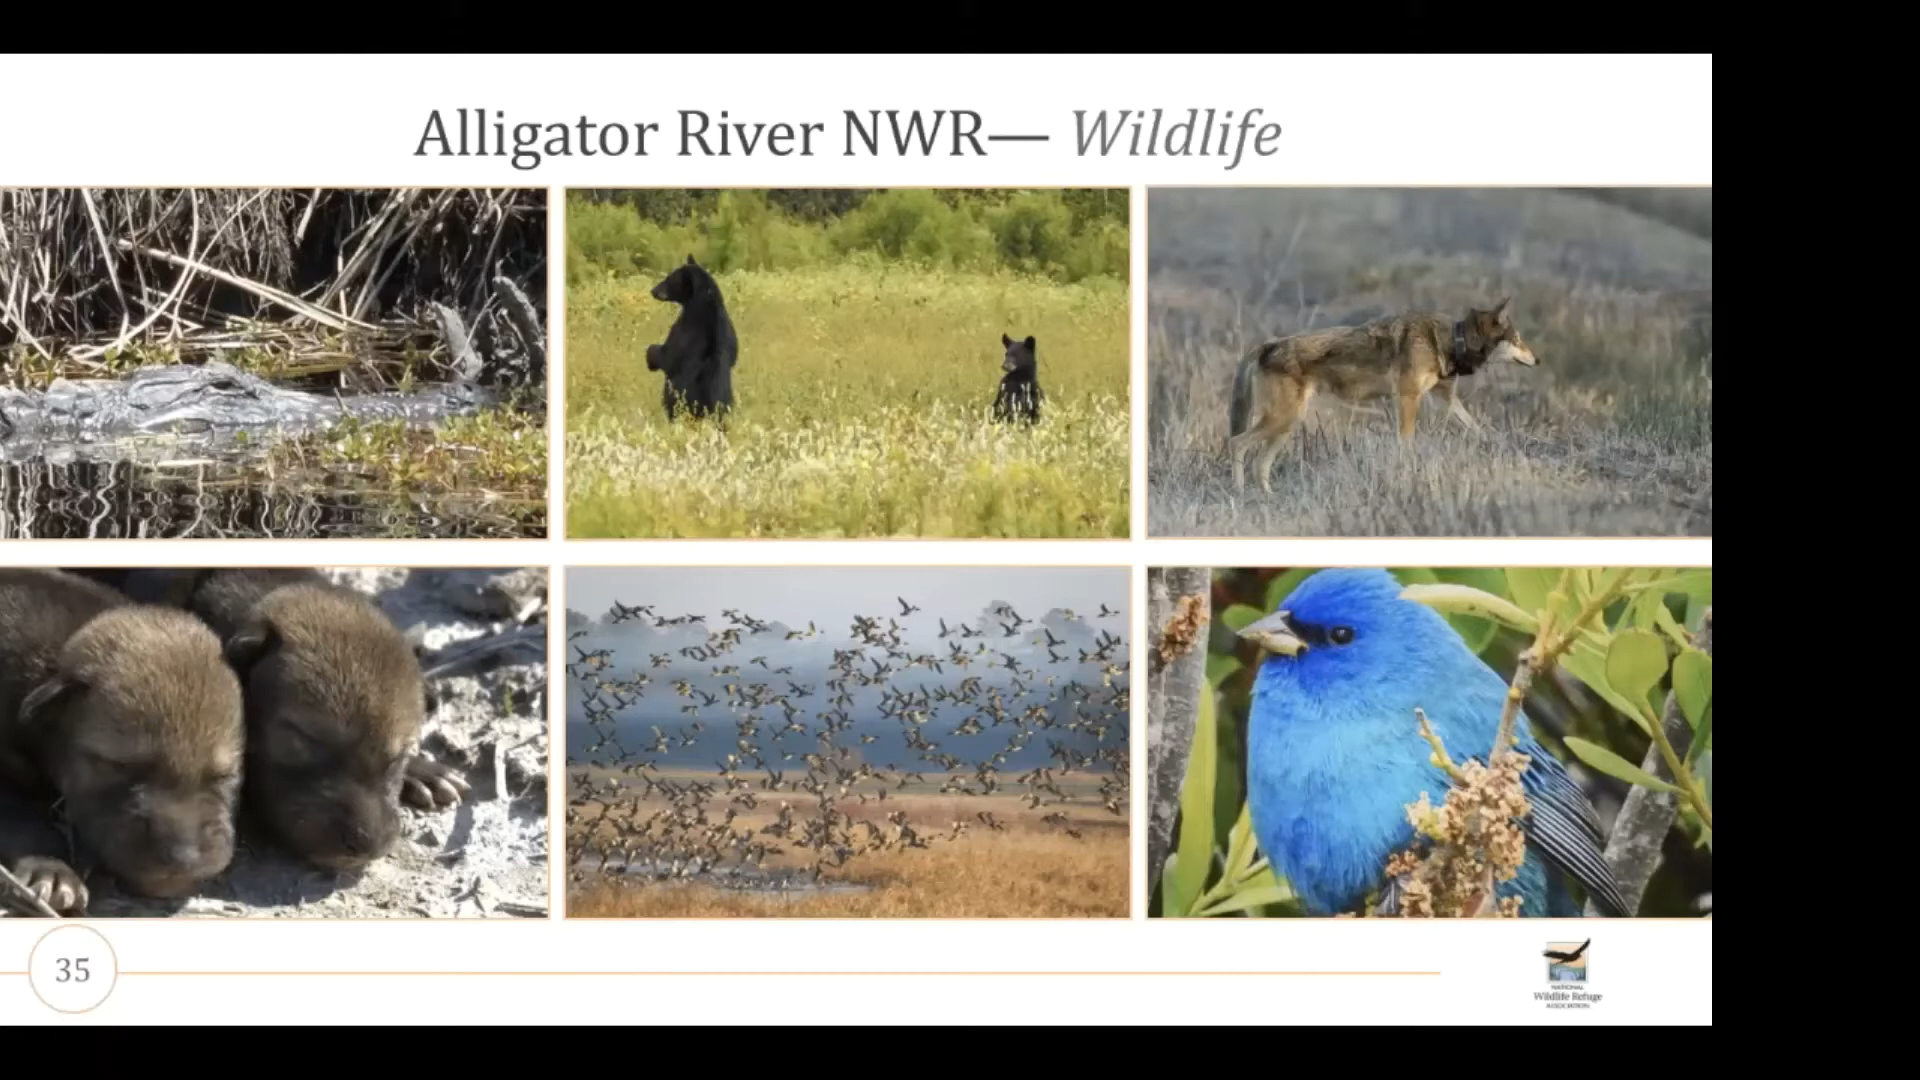 Alligator River NWR— Wildlife
35
NATIONAL
Wildlife Refuge
ASSOCIATION